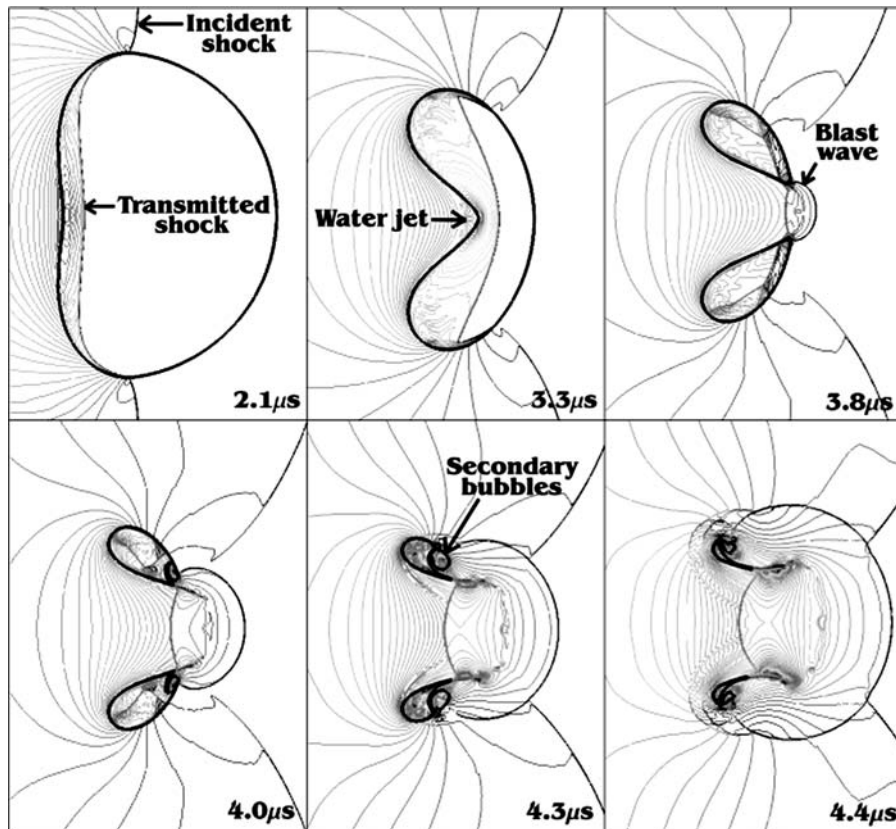 Incident
shock
Transmitted
shock
2.1μs
Water jet
3.3μs
Blast
wave
3.8μs
4.0μs
Secondary
bubbles
4.3μs
4.4μs